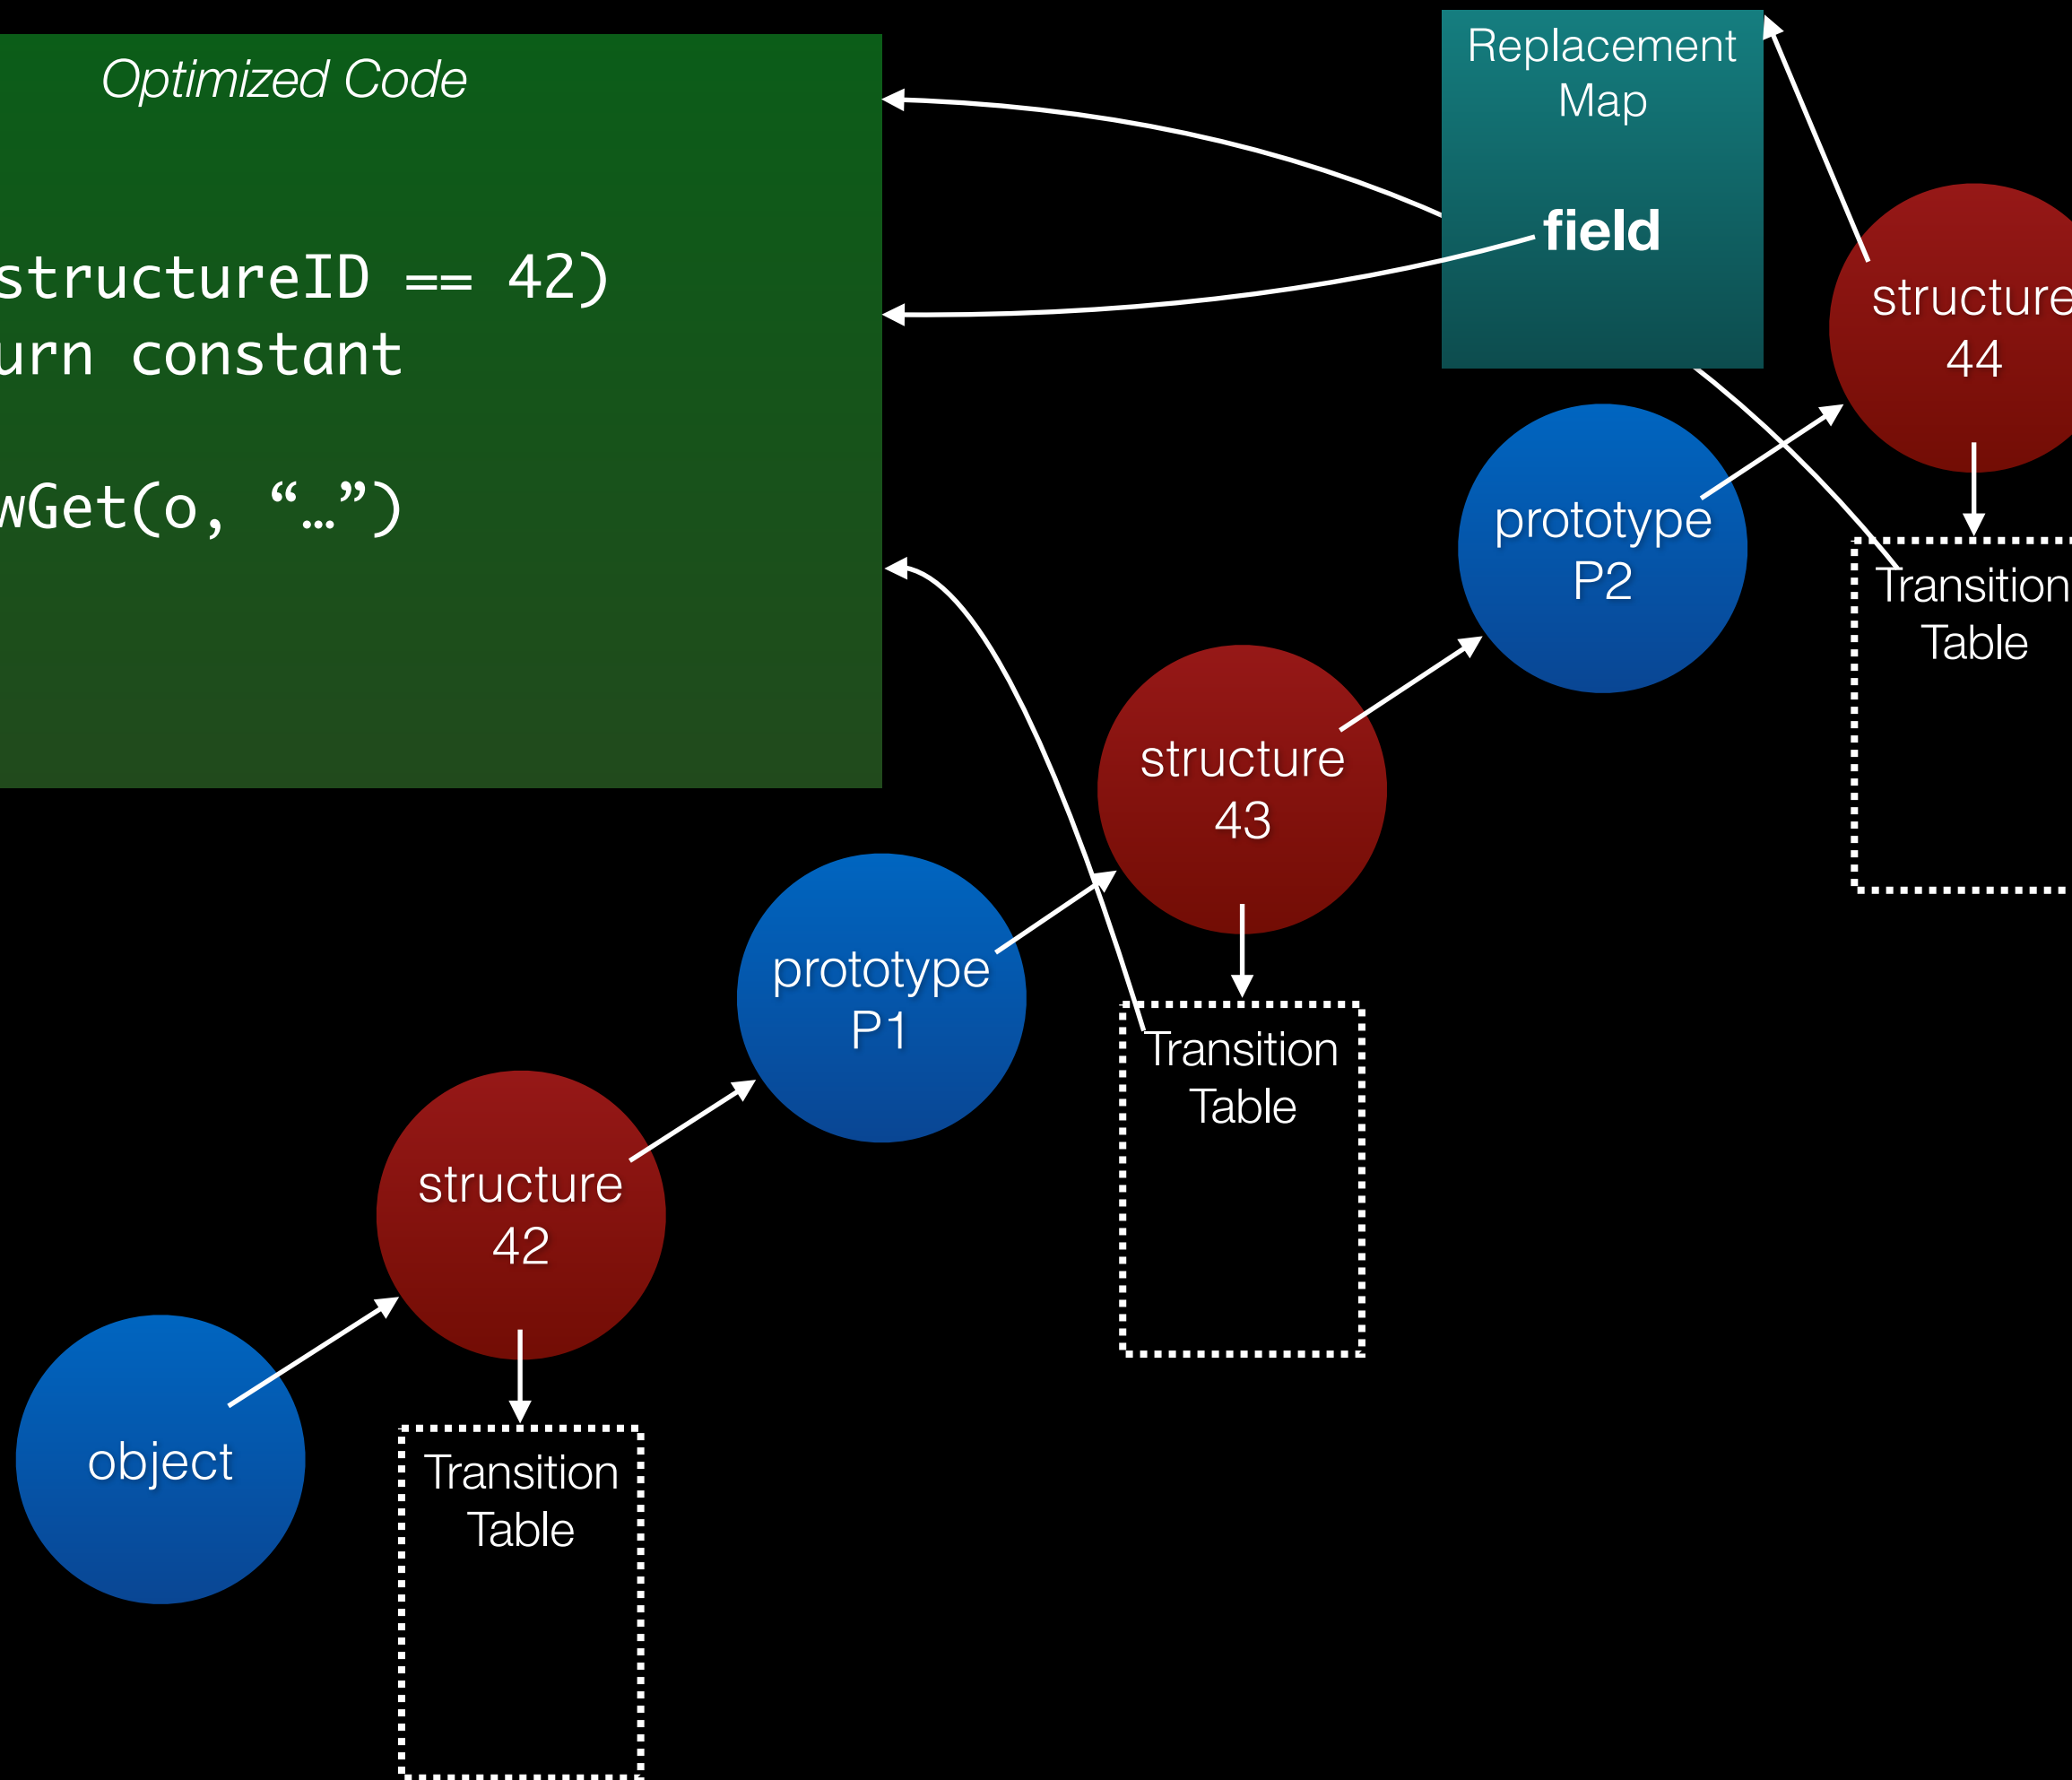 Optimized Code
structureID == 42)
urn constant
wGet(o, “…”)
Replacement
Map
field
structure
44
prototype
P2
Transition
Table
structure
43
prototype
P1
Transition
Table
structure
42
object
Transition
Table